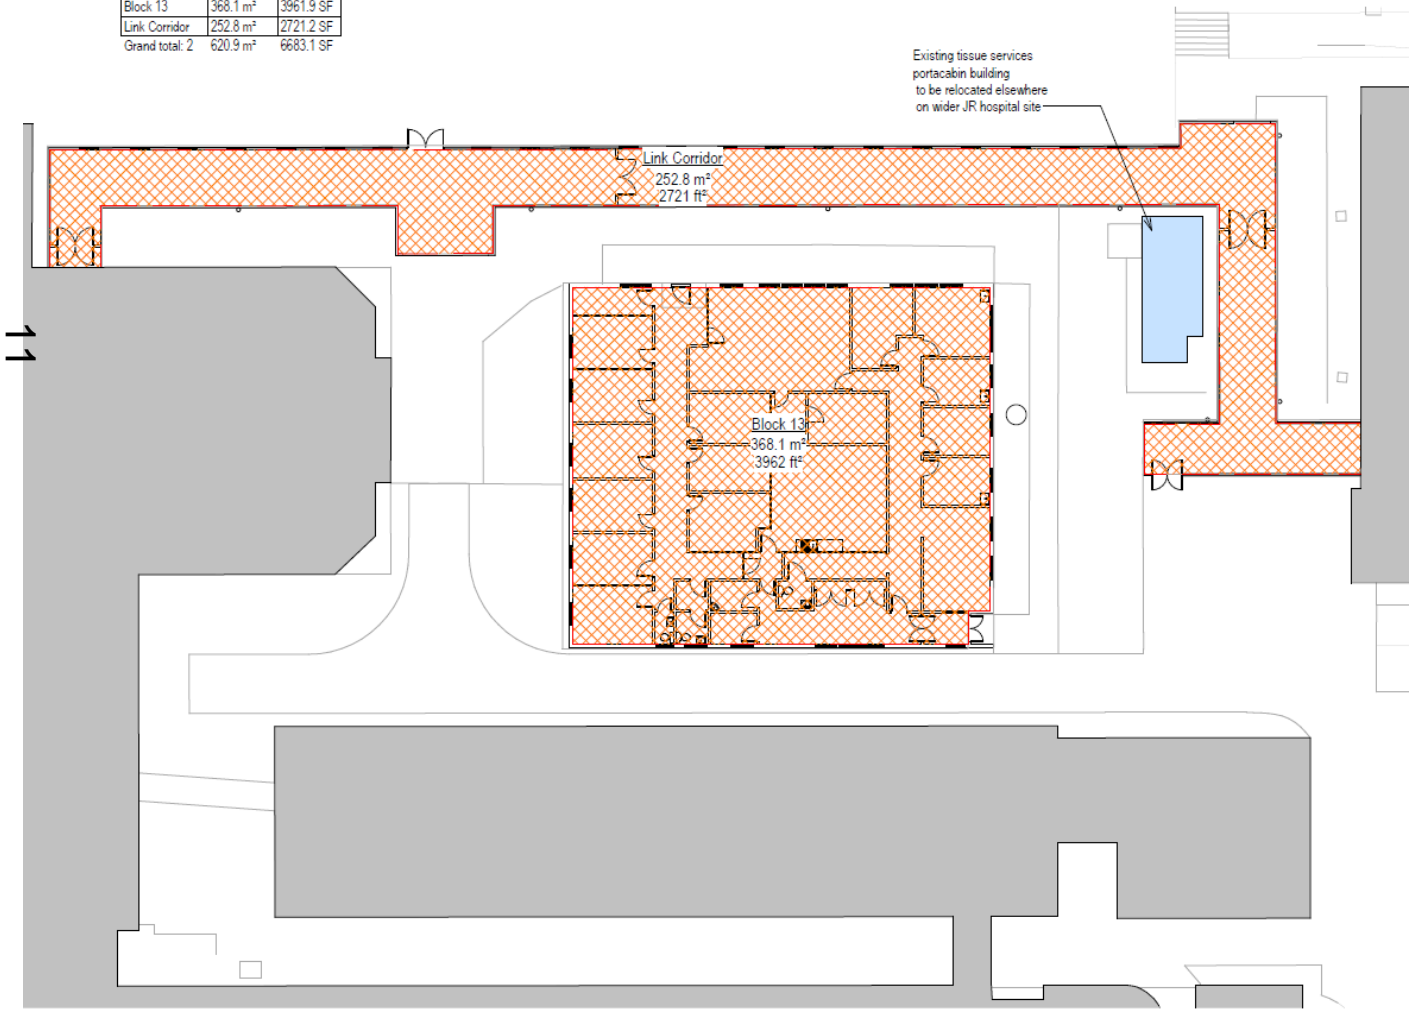 Block 13 368.1 m² 3961.9 SF
Link Corridor 252.8 m² 2721.2 SF
Grand total: 2 620.9 m² 6683.1 SF
Existing tissue services
portacabin building
to be relocated elsewhere
on wider JR hospital site
Link Corridor
252.8 m²
2721 ft²
11
Block 13
368.1 m²
3962 ft²